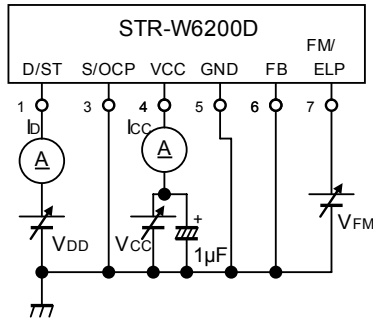 STR-W6200D
FM/
D/ST S/OCP VCC GND FB ELP
1 3 4 5 6 7
ID ICC
A A
VDD VCC + 1μF VFM